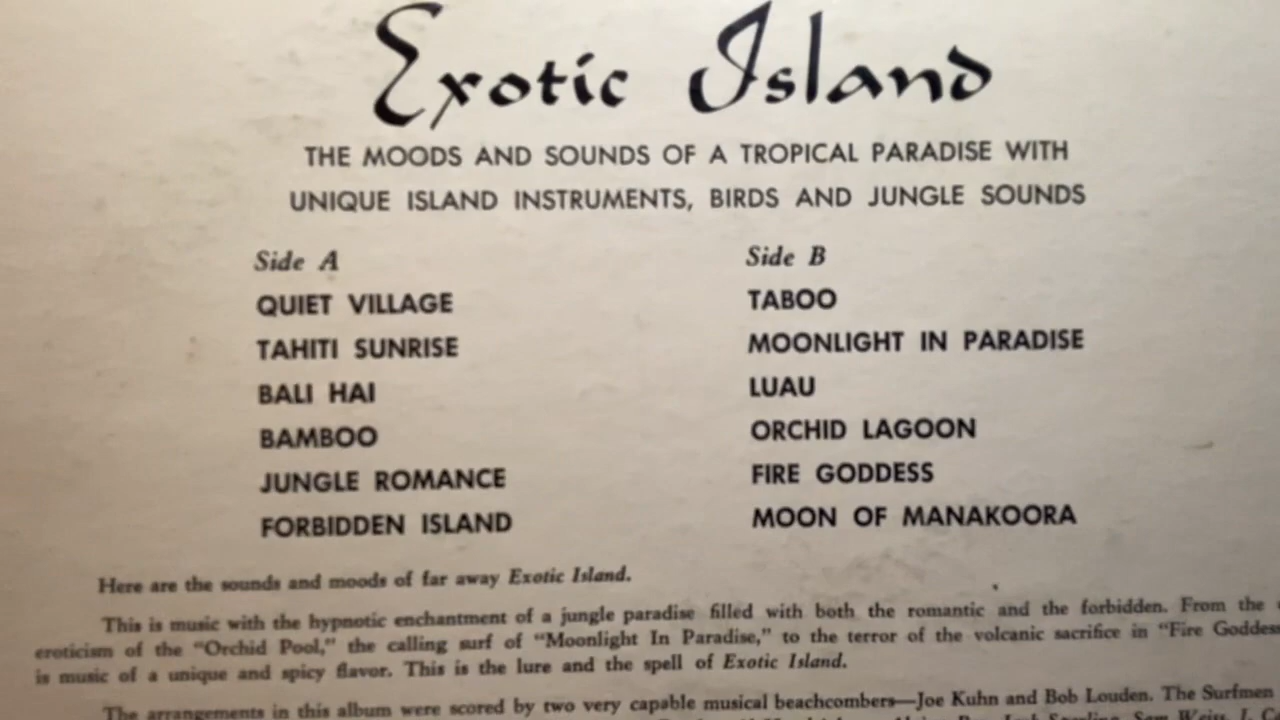 Exotic Island
THE MOODS AND SOUNDS OF A TROPICAL PARADISE WITH
UNIQUE ISLAND INSTRUMENTS, BIRDS AND JUNGLE SOUNDS
Side A
QUIET VILLAGE
TAHITI SUNRISE
BALI HAI
BAMBOO
JUNGLE ROMANCE
FORBIDDEN ISLAND
Side B
TABOO
MOONLIGHT IN PARADISE
LUAU
ORCHID LAGOON
FIRE GODDESS
MOON OF MANAKOORA
Here are the sounds and moods of far away Exotic Island.
This is music with the hypnotic enchantment of a jungle paradise filled with both the romantic and the forbidden. From the
eroticism of the "Orchid Pool," the calling surf of "Moonlight In Paradise," to the terror of the volcanic sacrifice in "Fire Goddess
is music of a unique and spicy flavor. This is the lure and the spell of Exotic Island.
The arrangements in this album were scored by two very capable musical beachcombers—Joe Kuhn and Bob Louden. The Surfmen